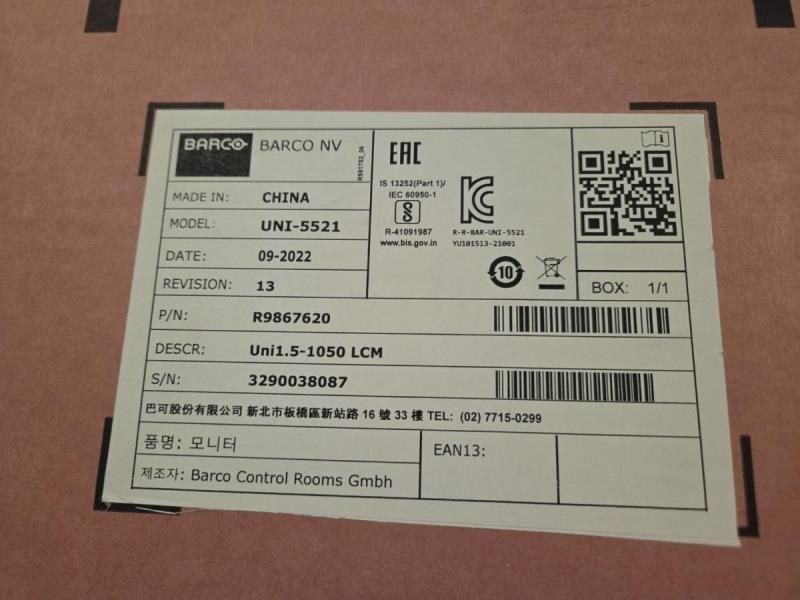 BARCO
BARCO NV
R591702_06
MADE IN: CHINA
MODEL: UNI-5521
DATE: 09-2022
REVISION: 13
EAC
IS 13252(Part 1)/
IEC 60950-1
R-41091987
www.bis.gov.in
R-R-BAR-UNI-5521
YU101513-21001
10
BOX: 1/1
P/N: R9867620
DESCR: Uni1.5-1050 LCM
S/N: 3290038087
巴可股份有限公司 新北市板橋區新站路 16 號 33 樓 TEL: (02) 7715-0299
품명: 모니터
제조자: Barco Control Rooms Gmbh
EAN13: